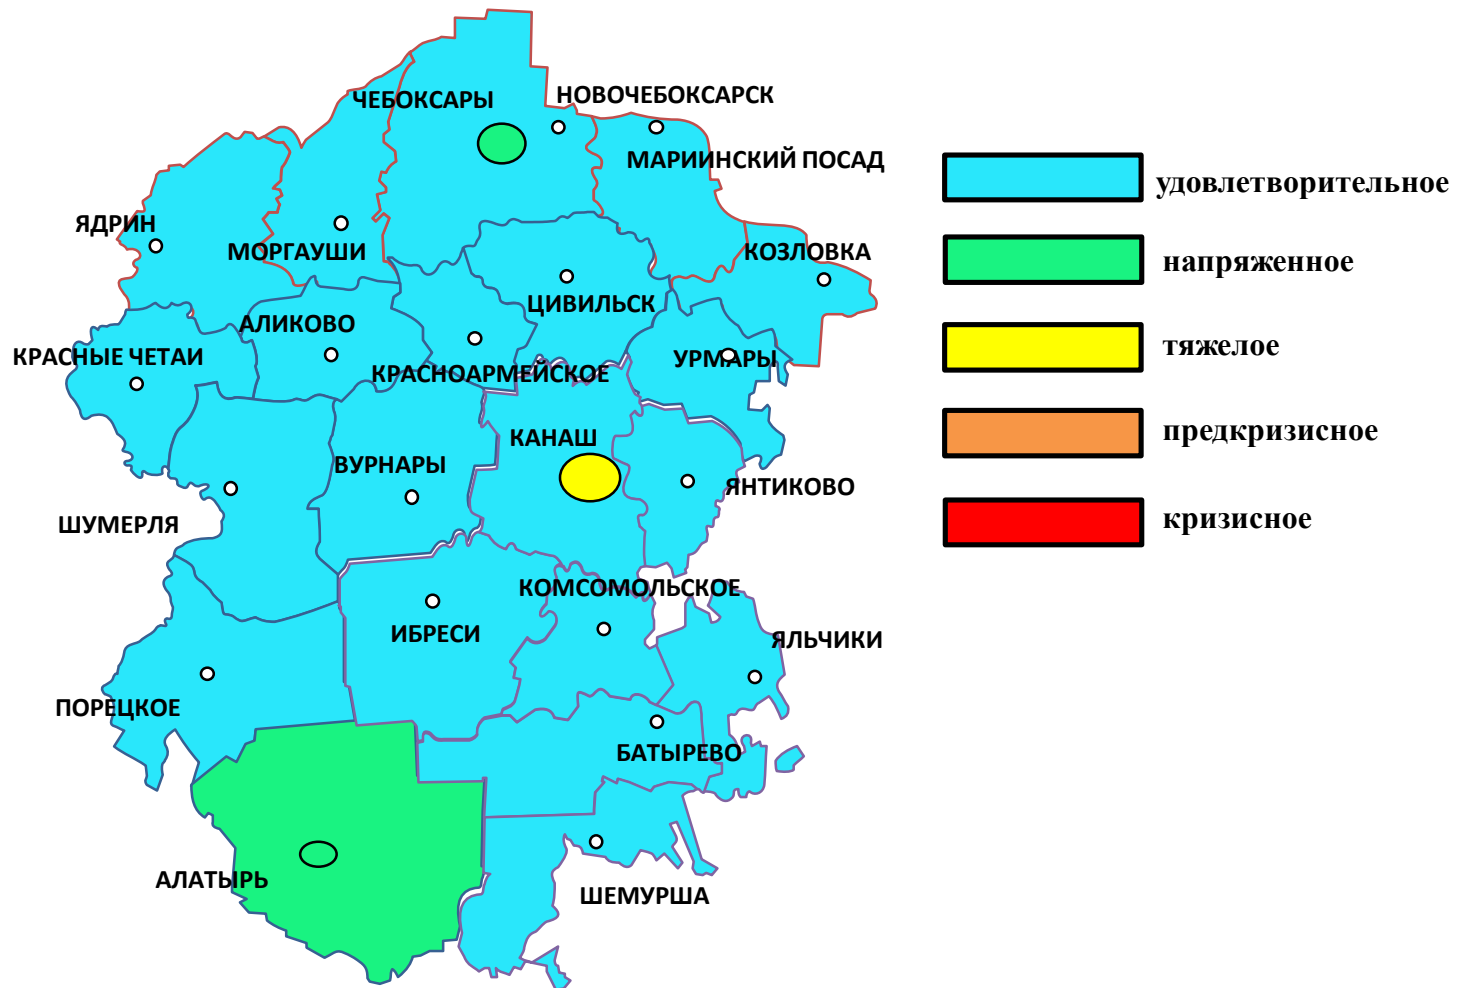 ЧЕБОКСАРЫ
НОВОЧЕБОКСАРСК
МАРИИНСКИЙ ПОСАД
ЯДРИН
МОРГАУШИ
КОЗЛОВКА
ЦИВИЛЬСК
АЛИКОВО
КРАСНЫЕ ЧЕТАИ
КРАСНОАРМЕЙСКОЕ
УРМАРЫ
КАНАШ
ВУРНАРЫ
ЯНТИКОВО
ШУМЕРЛЯ
КОМСОМОЛЬСКОЕ
ИБРЕСИ
ЯЛЬЧИКИ
ПОРЕЦКОЕ
БАТЫРЕВО
АЛАТЫРЬ
ШЕМУРША
удовлетворительное
напряженное
тяжелое
предкризисное
кризисное